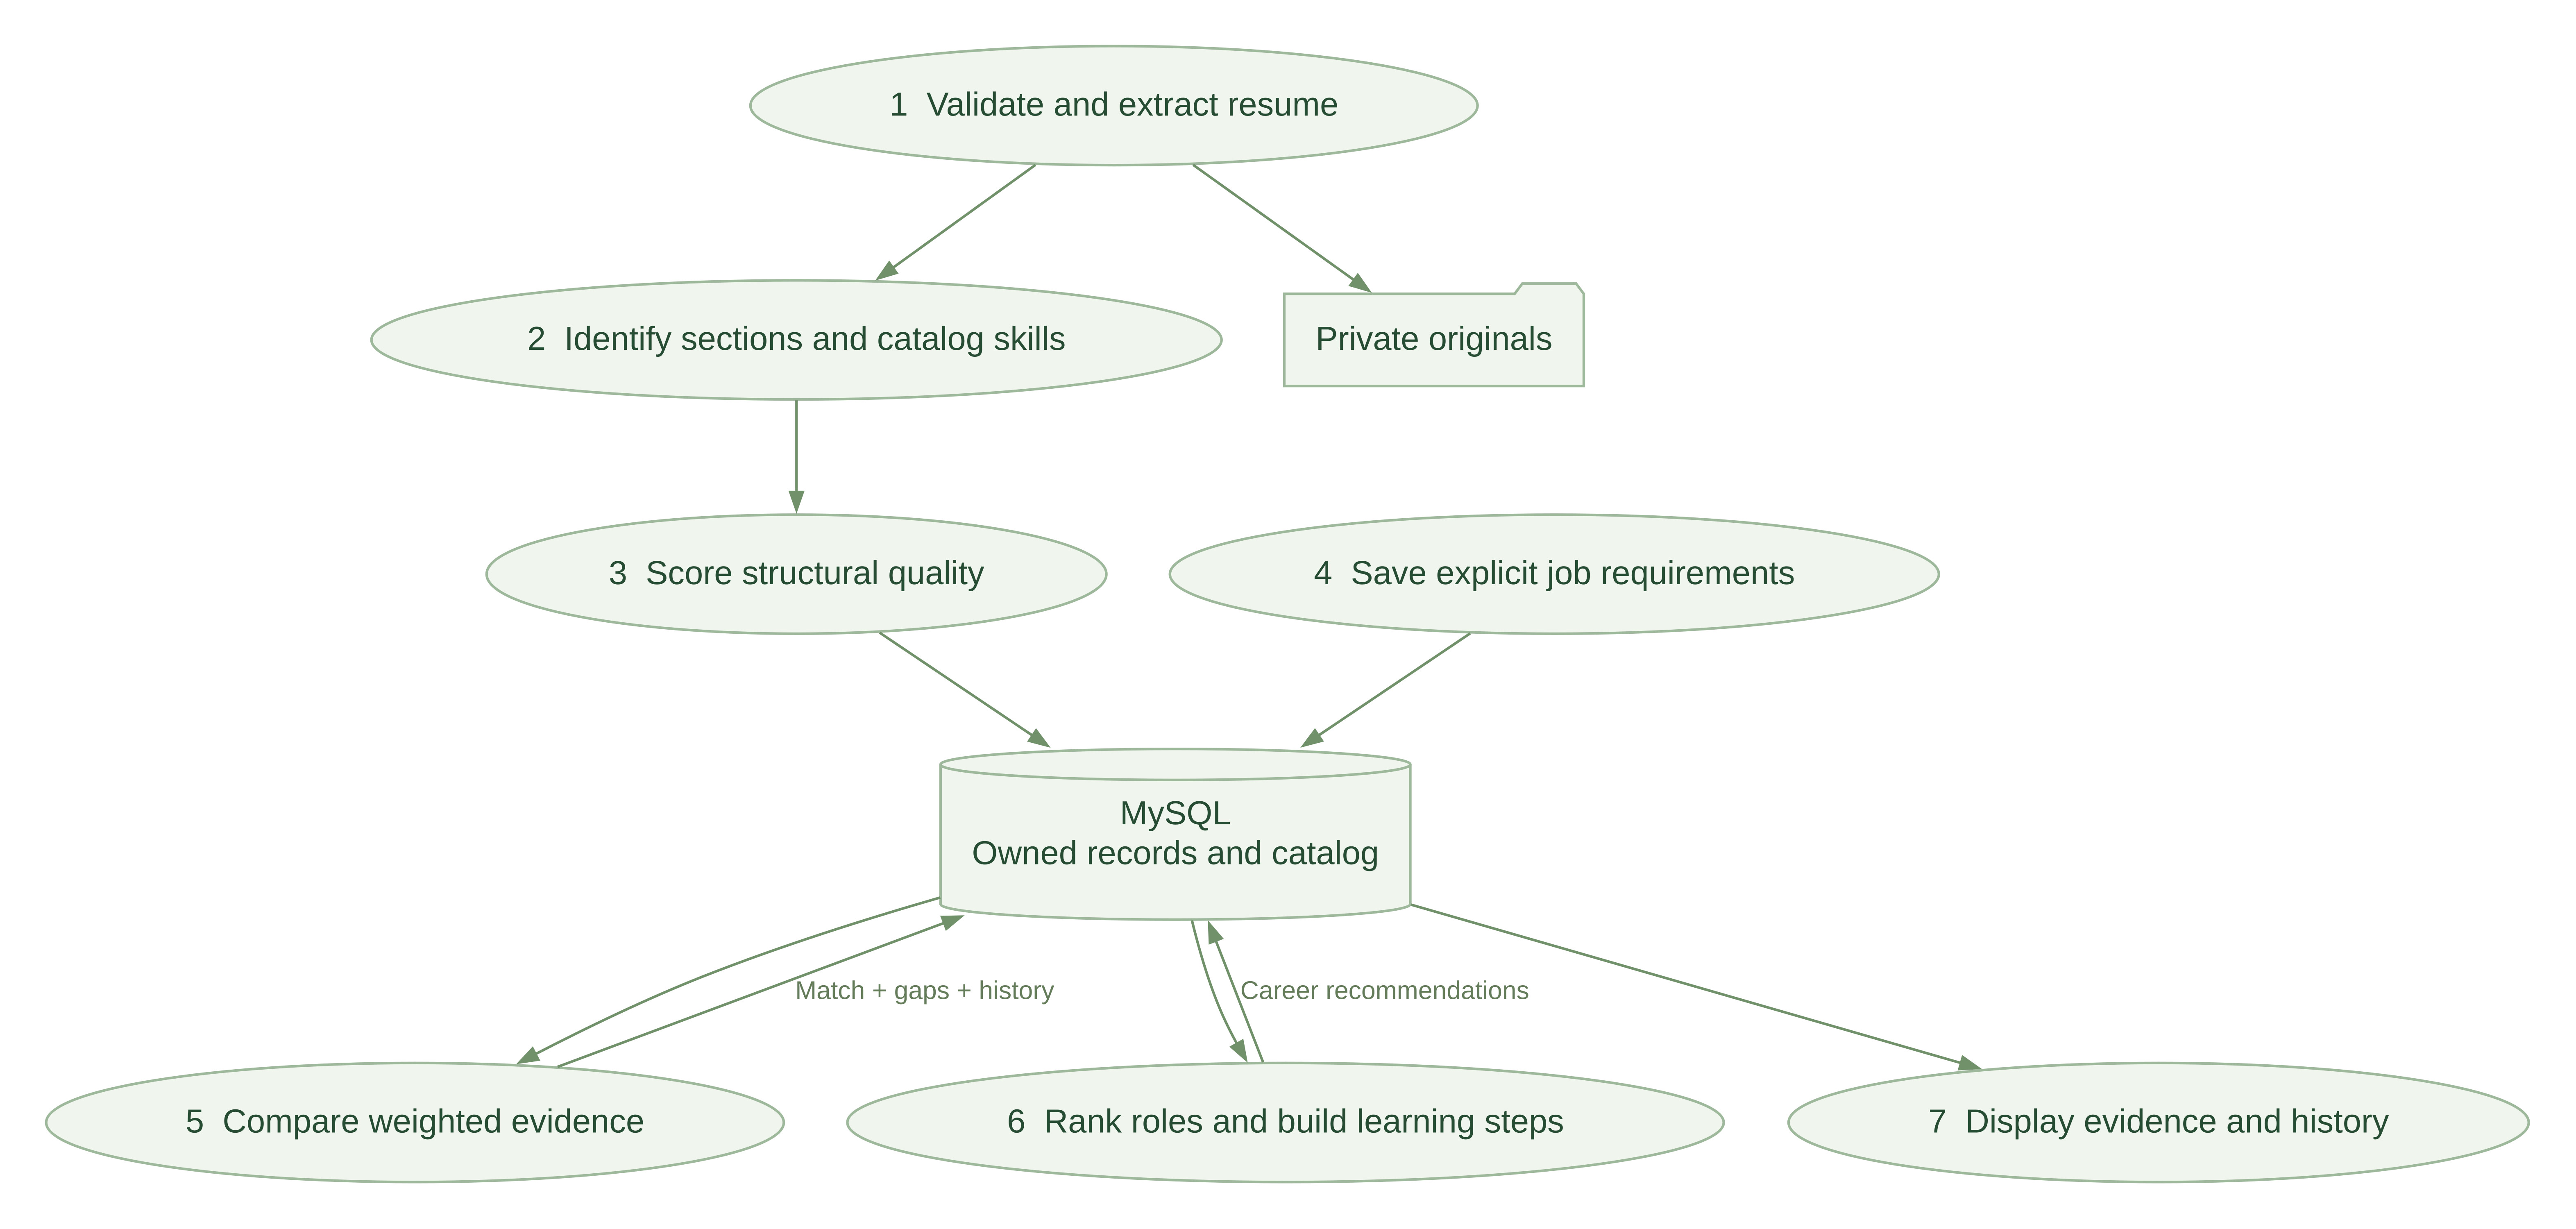 1  Validate and extract resume
2  Identify sections and catalog skills
Private originals
3  Score structural quality
4  Save explicit job requirements
MySQL
Owned records and catalog
Match + gaps + history
Career recommendations
5  Compare weighted evidence
6  Rank roles and build learning steps
7  Display evidence and history